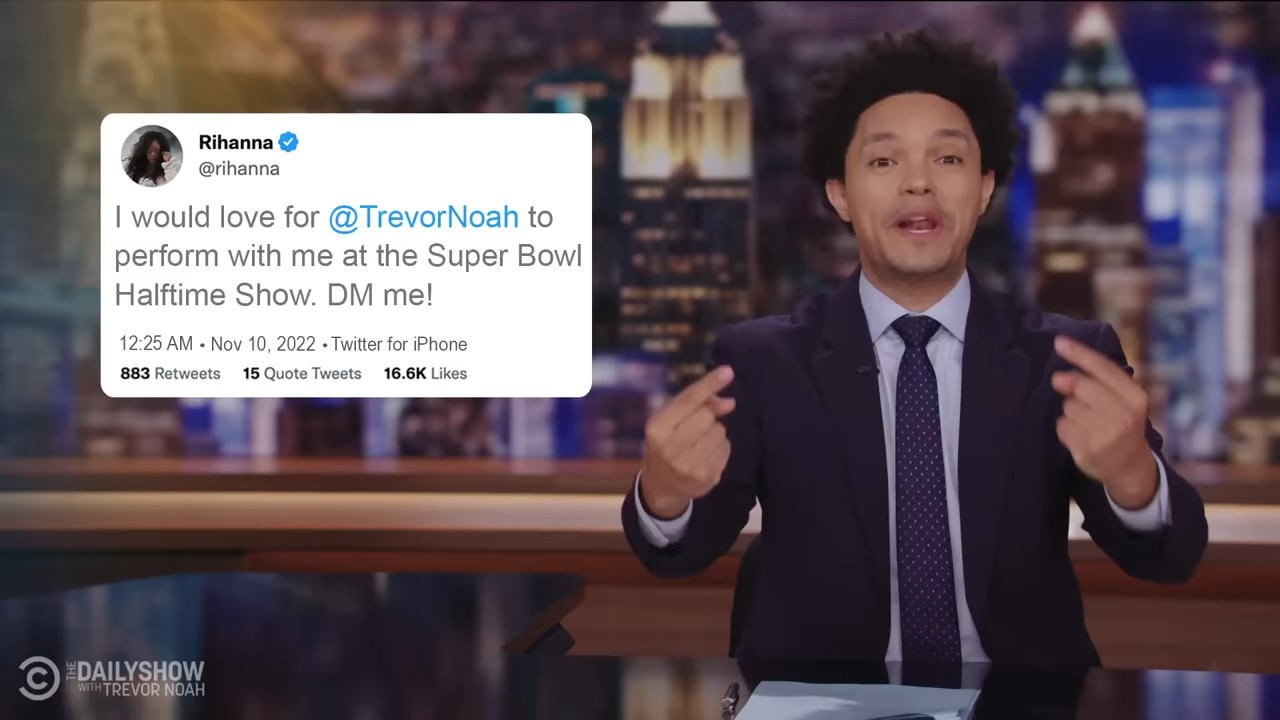 Rihanna
@rihanna
I would love for @TrevorNoah to
perform with me at the Super Bowl
Halftime Show. DM me!
12:25 AM • Nov 10, 2022 • Twitter for iPhone
883 Retweets 15 Quote Tweets 16.6K Likes
THE DAILYSHOW
WITH TREVOR NOAH